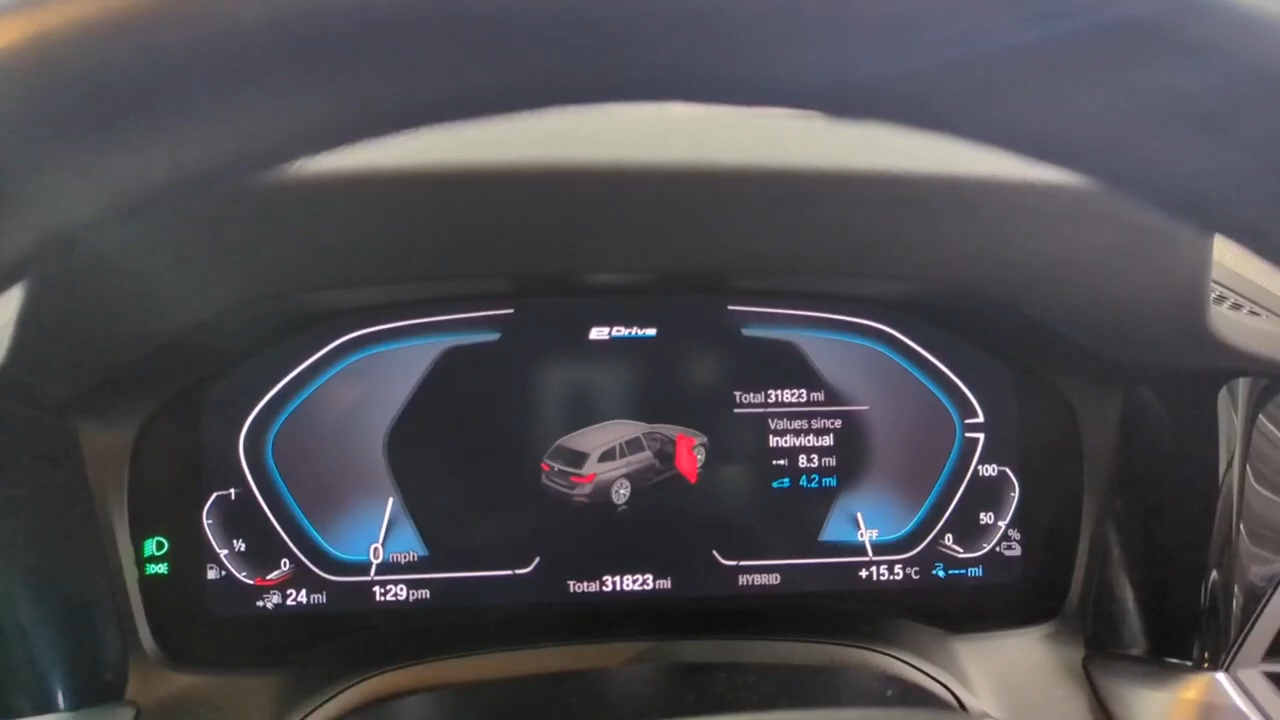 eDrive
Total 31823 mi
Values since
Individual
8.3 mi
4.2 mi
1
1/2
0
24 mi
0 mph
1:29 pm
Total 31823 mi
HYBRID
OFF
+15.5°C
100
50
0
%
--- mi